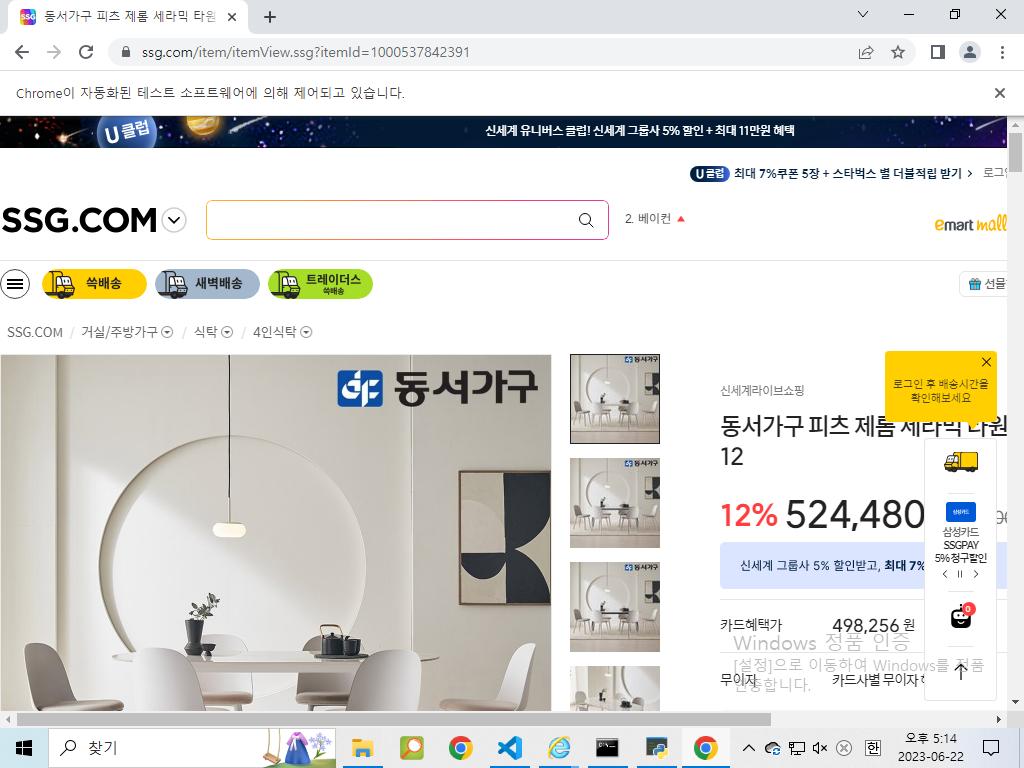 동서가구 피츠 제롬 세라믹 타원
ssg.com/item/itemView.ssg?itemId=1000537842391
Chrome이 자동화된 테스트 소프트웨어에 의해 제어되고 있습니다.
U클럽
신세계 유니버스 클럽! 신세계 그룹사 5% 할인 + 최대 11만원 혜택
U클럽 최대 7%쿠폰 5장 + 스타벅스 별 더블적립 받기
SSG.COM
2. 베이컨
emart mall
쓱배송
새벽배송
트레이더스
쓱배송
선물
SSG.COM / 거실/주방가구 / 식탁 / 4인식탁
동서가구
로그인 후 배송시간을
확인해보세요
신세계라이브쇼핑
동서가구 피츠 제롬 세라믹 타원
12
12% 524,480
삼성카드
삼성카드
SSGPAY
5% 청구할인
신세계 그룹사 5% 할인받고, 최대 7%
0
카드혜택가 498,256 원
Windows 정품 인증
[설정]으로 이동하여 Windows를 정품
인증합니다.
무이자 카드사별 무이자
찾기
오후 5:14
2023-06-22
한